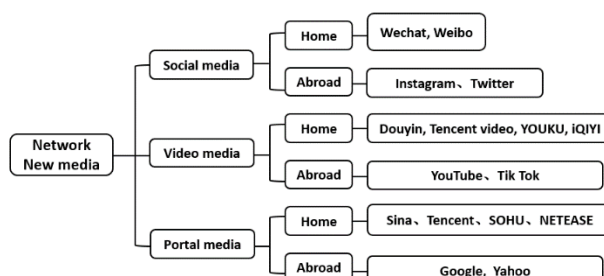 Network
New media
Social media
Home
Wechat, Weibo
Abroad
Instagram、Twitter
Video media
Home
Douyin, Tencent video, YOUKU, iQIYI
Abroad
YouTube、Tik Tok
Portal media
Home
Sina、Tencent、SOHU、NETEASE
Abroad
Google, Yahoo